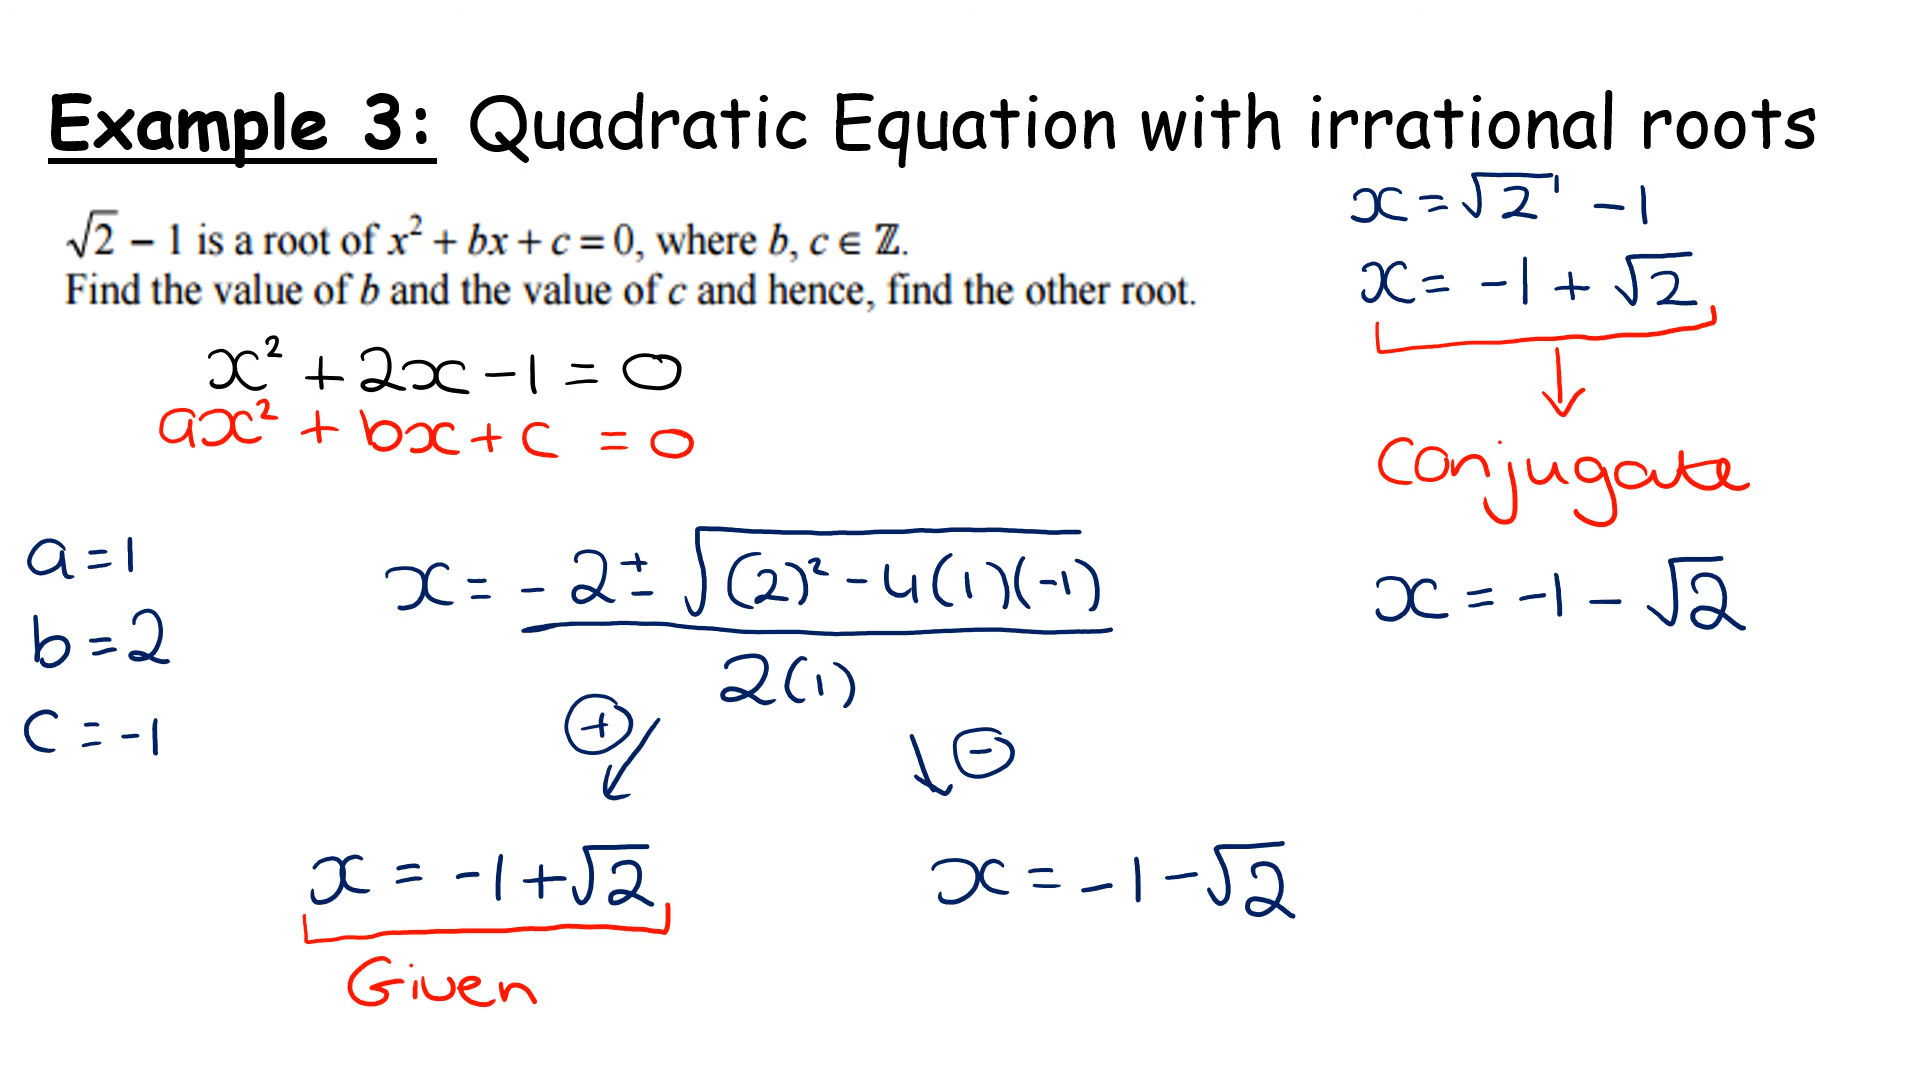 Example 3: Quadratic Equation with irrational roots
√2 – 1 is a root of x² + bx + c = 0, where b, c ∈ ℤ.
Find the value of b and the value of c and hence, find the other root.
x = √2 - 1
x = -1 + √2
Conjugate
x = -1 - √2
x² + 2x - 1 = 0
ax² + bx + c = 0
a = 1
b = 2
c = -1
x = - 2 ± √(2)² - 4(1)(-1)
2(1)
+
-
x = -1 + √2
x = -1 - √2
Given